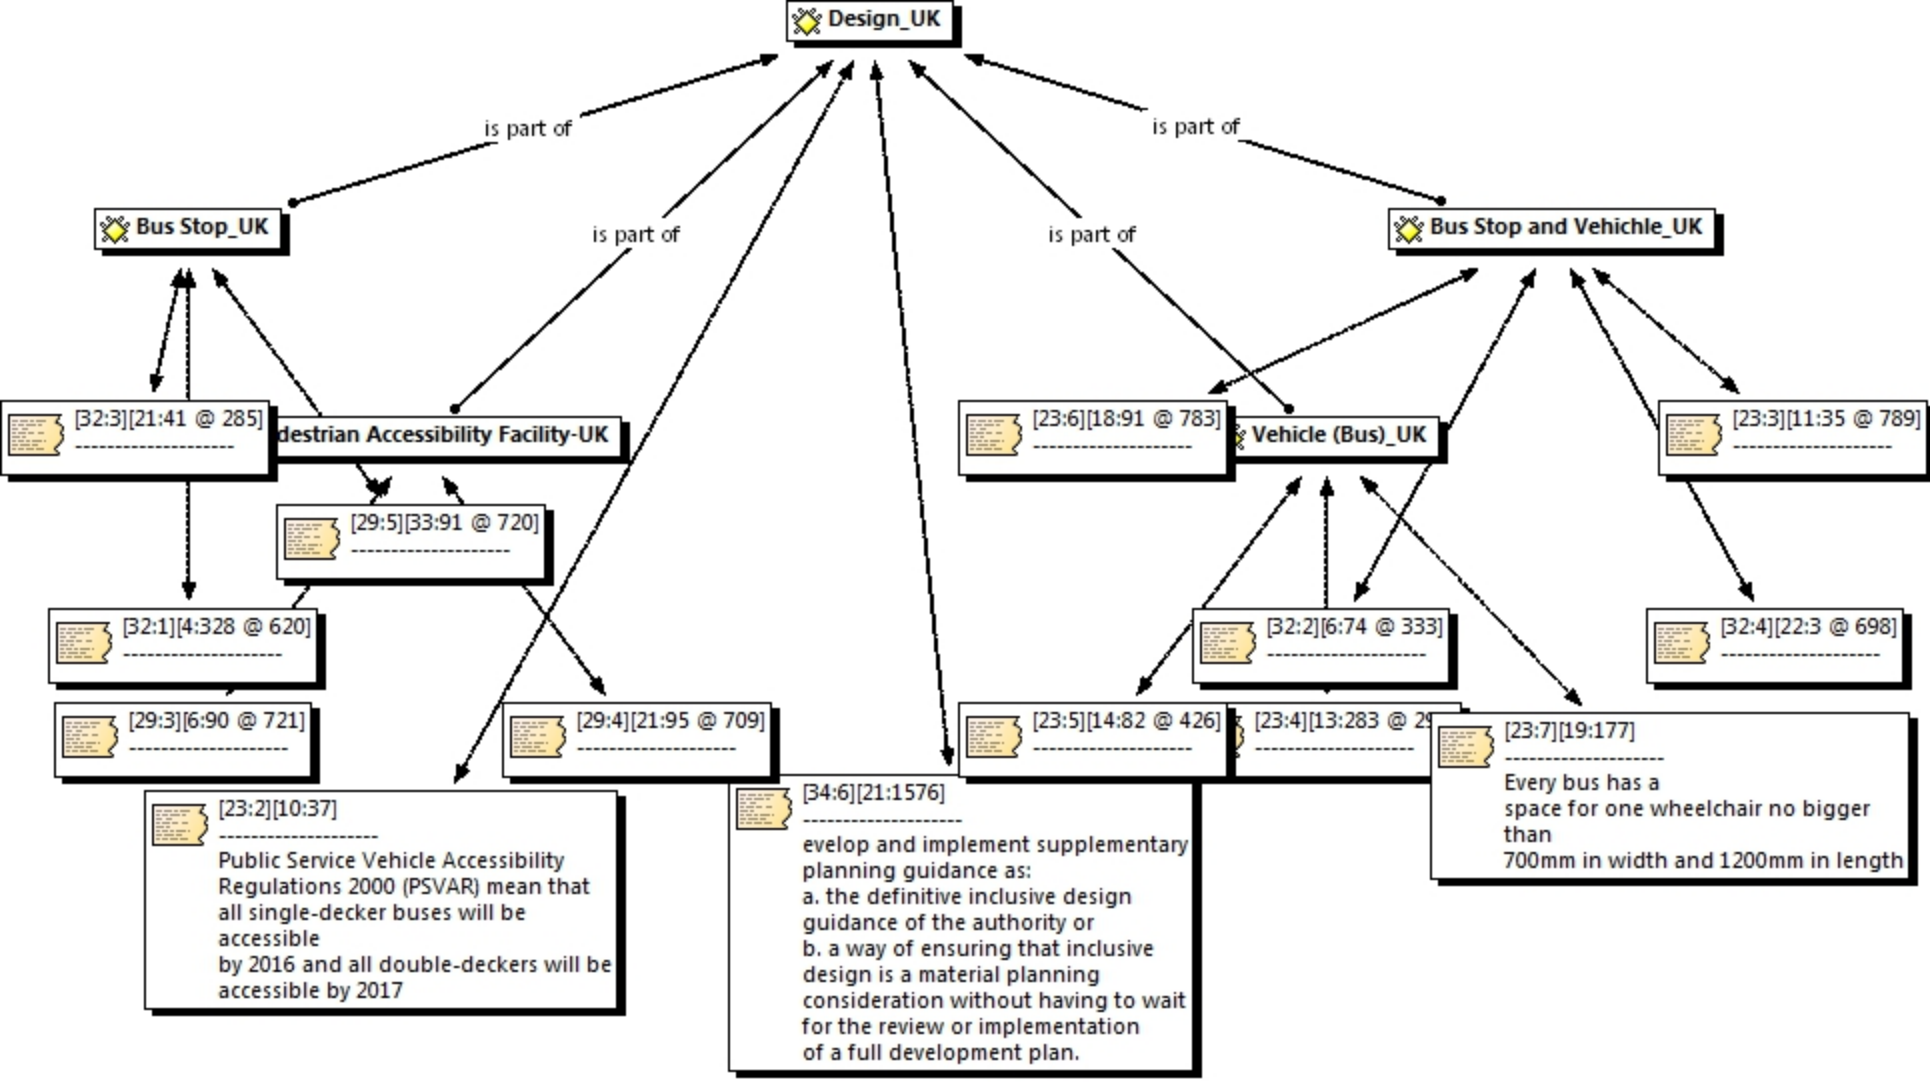 Design_UK
is part of
is part of
Bus Stop_UK
is part of
is part of
Bus Stop and Vehichle_UK
[32:3][21:41 @ 285]
---------------------
destrian Accessibility Facility-UK
[23:6][18:91 @ 783]
---------------------
Vehicle (Bus)_UK
[23:3][11:35 @ 789]
---------------------
[29:5][33:91 @ 720]
---------------------
[32:1][4:328 @ 620]
---------------------
[32:2][6:74 @ 333]
---------------------
[32:4][22:3 @ 698]
---------------------
[29:3][6:90 @ 721]
---------------------
[29:4][21:95 @ 709]
---------------------
[23:5][14:82 @ 426]
---------------------
[23:4][13:283 @ 29
---------------------
[23:7][19:177]
---------------------
Every bus has a
space for one wheelchair no bigger
than
700mm in width and 1200mm in length
[23:2][10:37]
---------------------
Public Service Vehicle Accessibility
Regulations 2000 (PSVAR) mean that
all single-decker buses will be
accessible
by 2016 and all double-deckers will be
accessible by 2017
[34:6][21:1576]
---------------------
evelop and implement supplementary
planning guidance as:
a. the definitive inclusive design
guidance of the authority or
b. a way of ensuring that inclusive
design is a material planning
consideration without having to wait
for the review or implementation
of a full development plan.